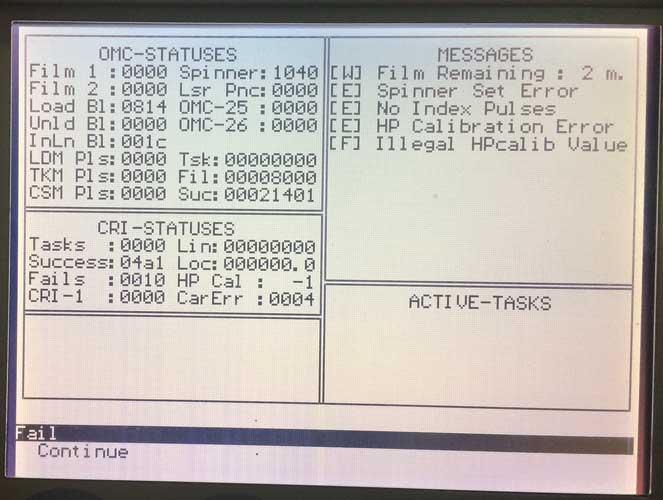 OMC-STATUSES
Film 1 :0000 Spinner:1040
Film 2 :0000 Lsr Pnc:0000
Load Bl:0814 OMC-25 :0000
Unld Bl:0000 OMC-26 :0000
InLn Bl:001c
LDM Pls:0000 Tsk:00000000
TKM Pls:0000 Fil:00008000
CSM Pls:0000 Suc:00021401
CRI-STATUSES
Tasks :0000 Lin:00000000
Success:04a1 Loc:000000.0
Fails :0010 HP Cal : -1
CRI-1 :0000 CarErr :0004
MESSAGES
[W] Film Remaining : 2 m.
[E] Spinner Set Error
[E] No Index Pulses
[E] HP Calibration Error
[F] Illegal HPcalib Value
ACTIVE-TASKS
Fail
Continue